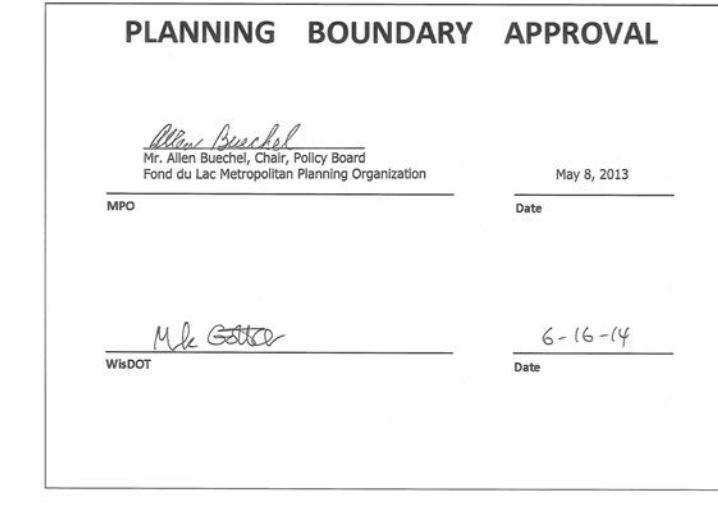 PLANNING BOUNDARY APPROVAL
Allen Buechel
Mr. Allen Buechel, Chair, Policy Board
Fond du Lac Metropolitan Planning Organization
May 8, 2013
MPO
Date
6-16-14
WisDOT
Date